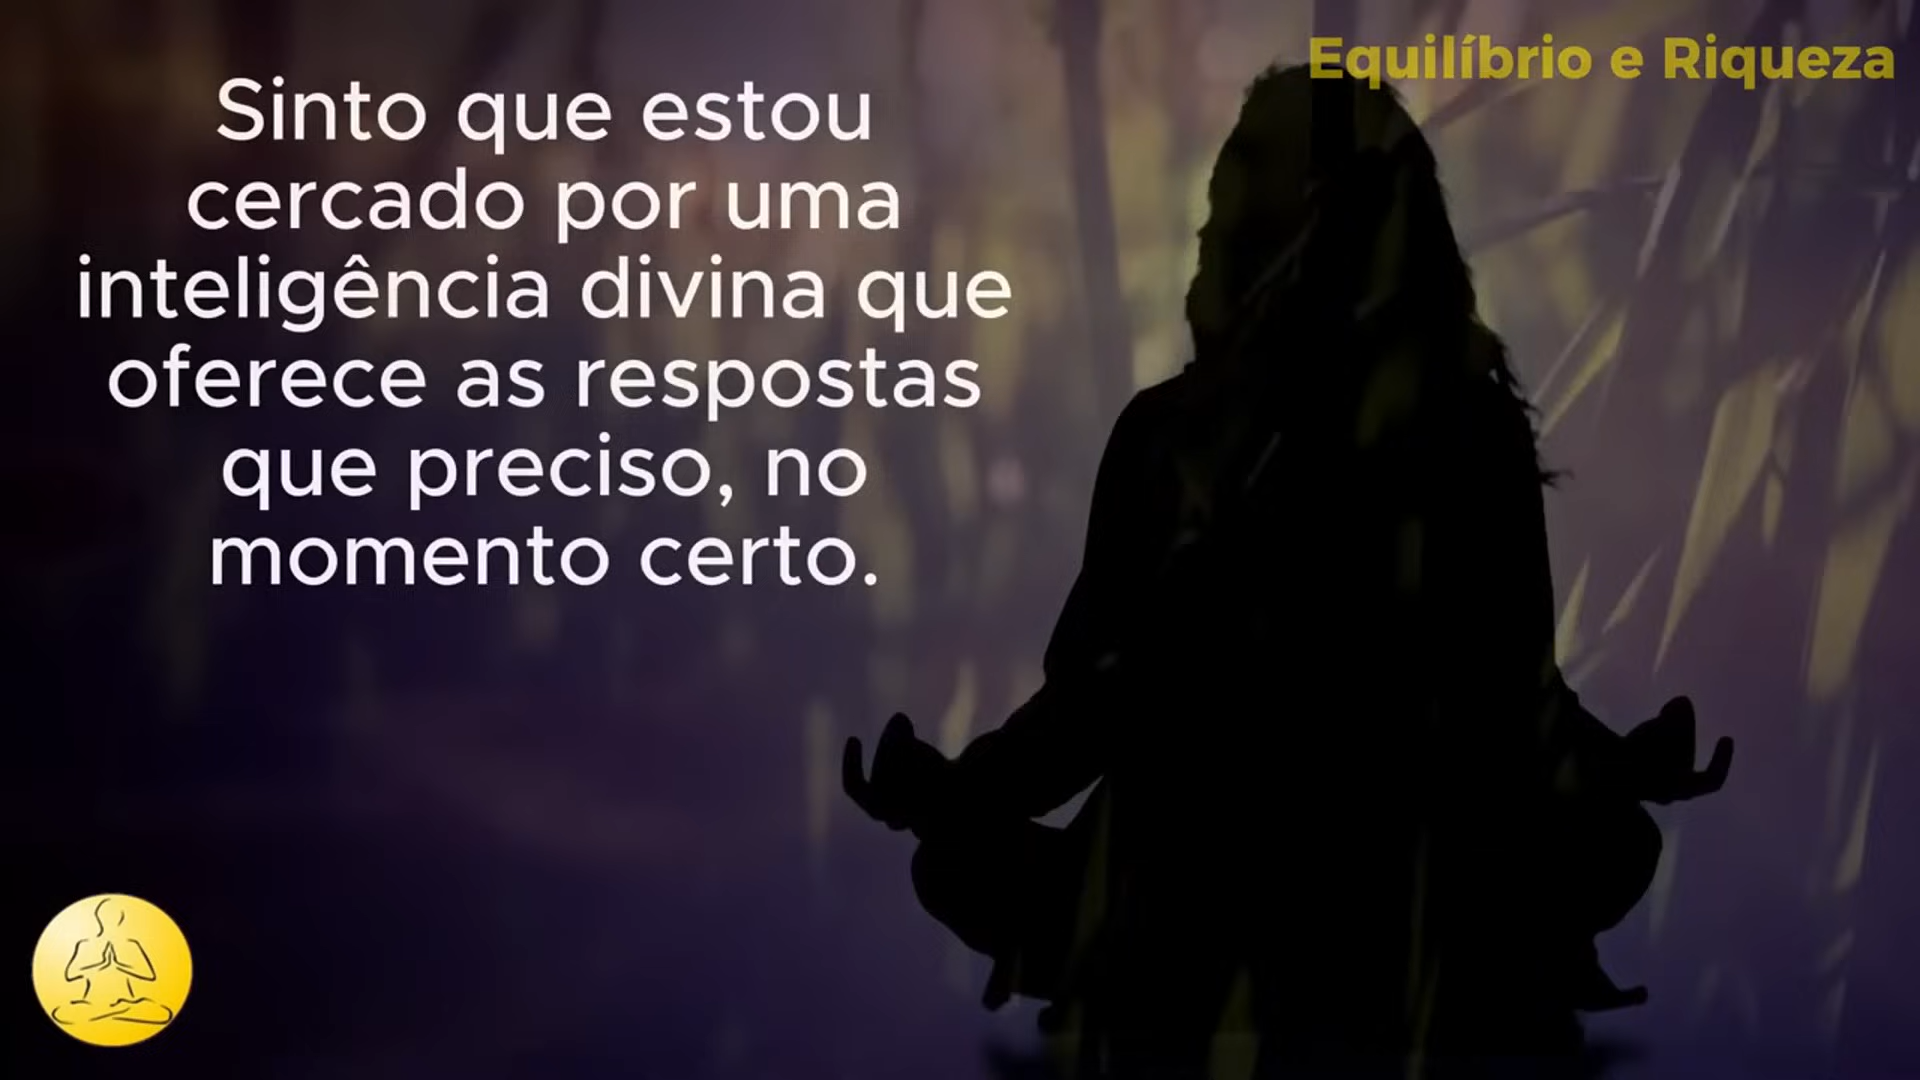 Equilíbrio e Riqueza
Sinto que estou
cercado por uma
inteligência divina que
oferece as respostas
que preciso, no
momento certo.